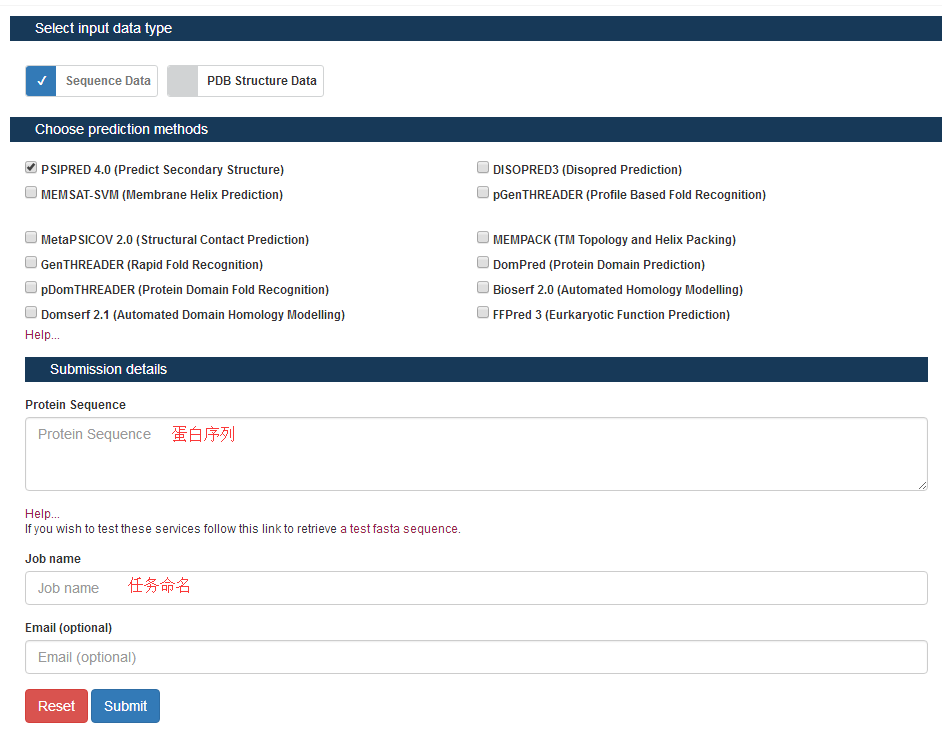 Select input data type
Sequence Data PDB Structure Data
Choose prediction methods
PSIPRED 4.0 (Predict Secondary Structure) DISOPRED3 (Disopred Prediction)
MEMSAT-SVM (Membrane Helix Prediction) pGenTHREADER (Profile Based Fold Recognition)
MetaPSICOV 2.0 (Structural Contact Prediction) MEMPACK (TM Topology and Helix Packing)
GenTHREADER (Rapid Fold Recognition) DomPred (Protein Domain Prediction)
pDomTHREADER (Protein Domain Fold Recognition) Bioserf 2.0 (Automated Homology Modelling)
Domserf 2.1 (Automated Domain Homology Modelling) FFPred 3 (Eurkaryotic Function Prediction)
Help...
Submission details
Protein Sequence
Protein Sequence 蛋白序列
Help...
If you wish to test these services follow this link to retrieve a test fasta sequence.
Job name
Job name 任务命名
Email (optional)
Email (optional)
Reset Submit